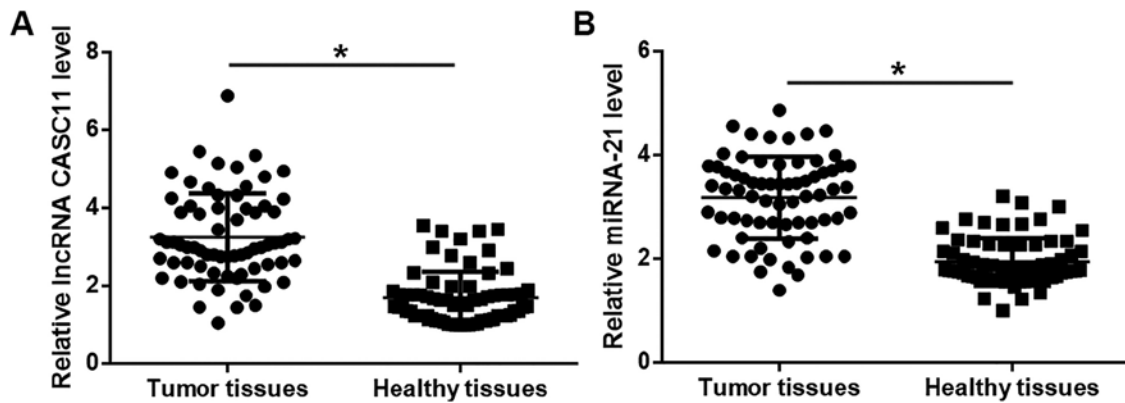 A
Relative lncRNA CASC11 level
8
6
4
2
0
*
Tumor tissues
Healthy tissues
B
Relative miRNA-21 level
6
4
2
0
*
Tumor tissues
Healthy tissues